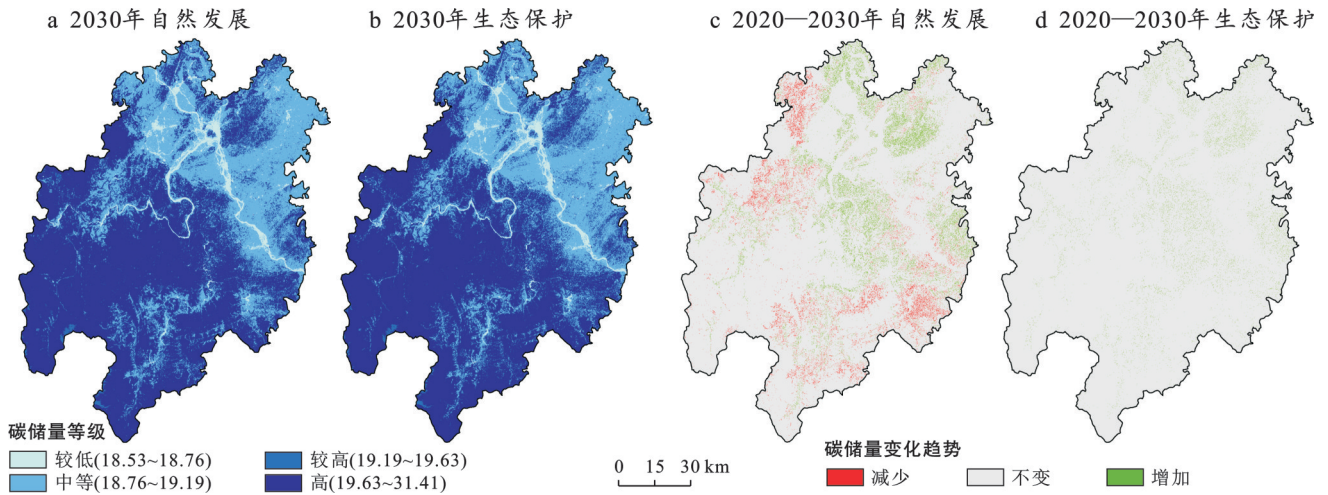 a 2030年自然发展
b 2030年生态保护
c 2020—2030年自然发展
d 2020—2030年生态保护
碳储量等级
较低(18.53~18.76)
较高(19.19~19.63)
中等(18.76~19.19)
高(19.63~31.41)
0 15 30 km
碳储量变化趋势
减少
不变
增加